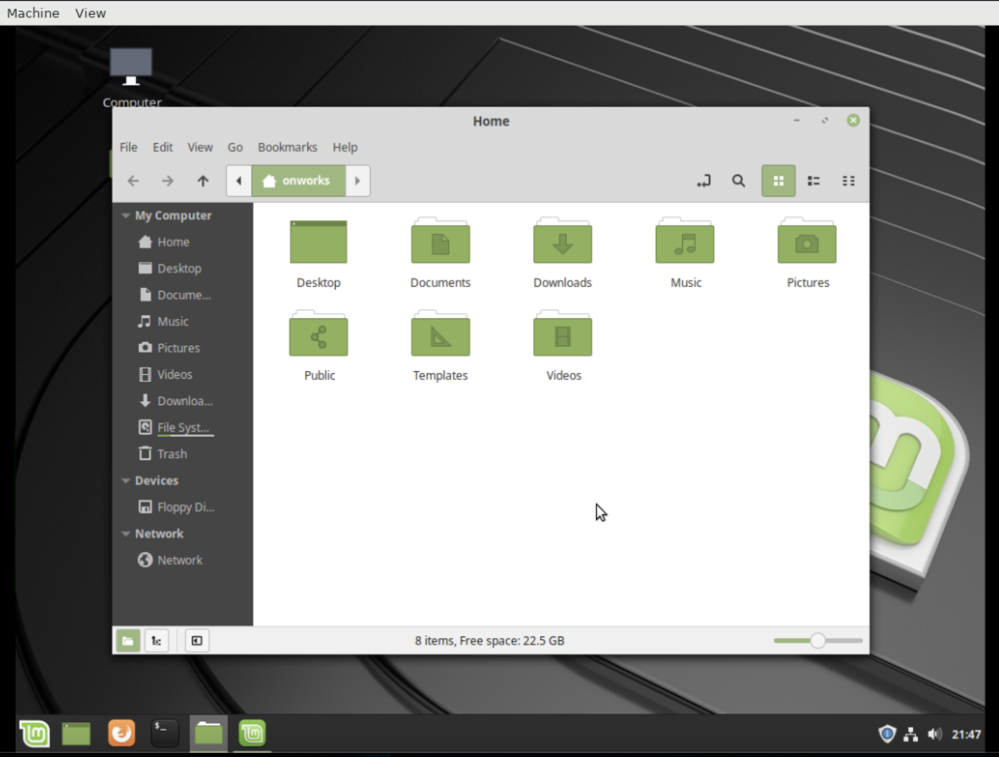 Machine View
Computer
Home
File Edit View Go Bookmarks Help
onworks
My Computer
Home
Desktop
Docume...
Music
Pictures
Videos
Downloa...
File Syst...
Trash
Devices
Floppy Di...
Network
Network
Desktop Documents Downloads Music Pictures
Public Templates Videos
8 items, Free space: 22.5 GB
$_
21:47